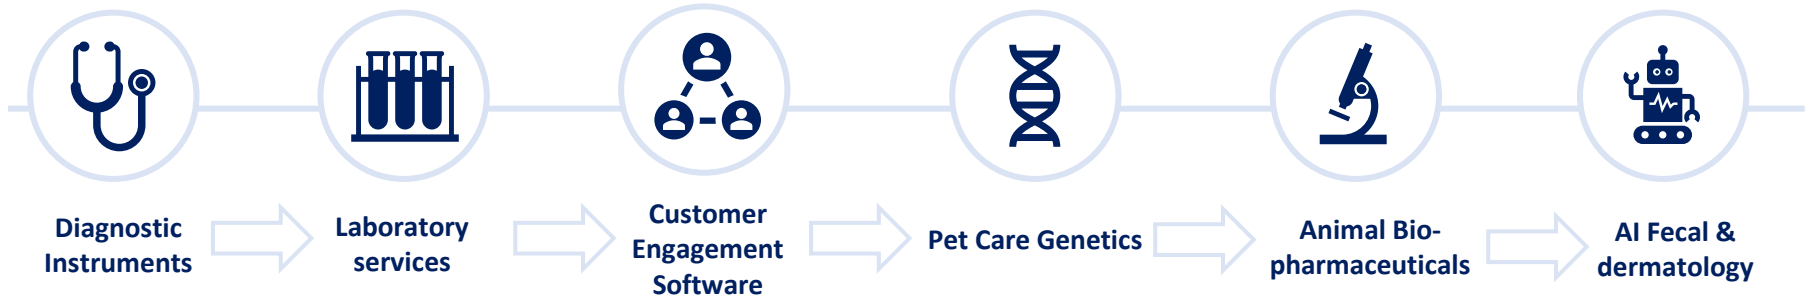 Diagnostic
Instruments
Laboratory
services
Customer
Engagement
Software
Pet Care Genetics
Animal Bio-
pharmaceuticals
AI Fecal &
dermatology